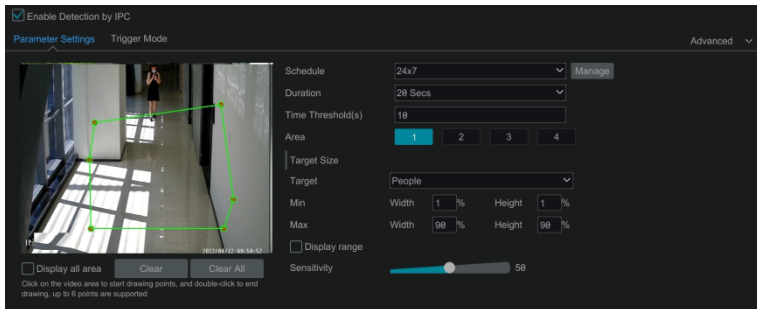 Enable Detection by IPC
Parameter Settings Trigger Mode Advanced
Schedule 24x7 Manage
Duration 20 Secs
Time Threshold(s) 10
Area 1 2 3 4
Target Size
Target People
Min Width 1 % Height 1 %
Max Width 90 % Height 90 %
Display range
Sensitivity 50
2022/04/12 09:59:52
Display all area Clear Clear All
Click on the video area to start drawing points, and double-click to end
drawing, up to 6 points are supported